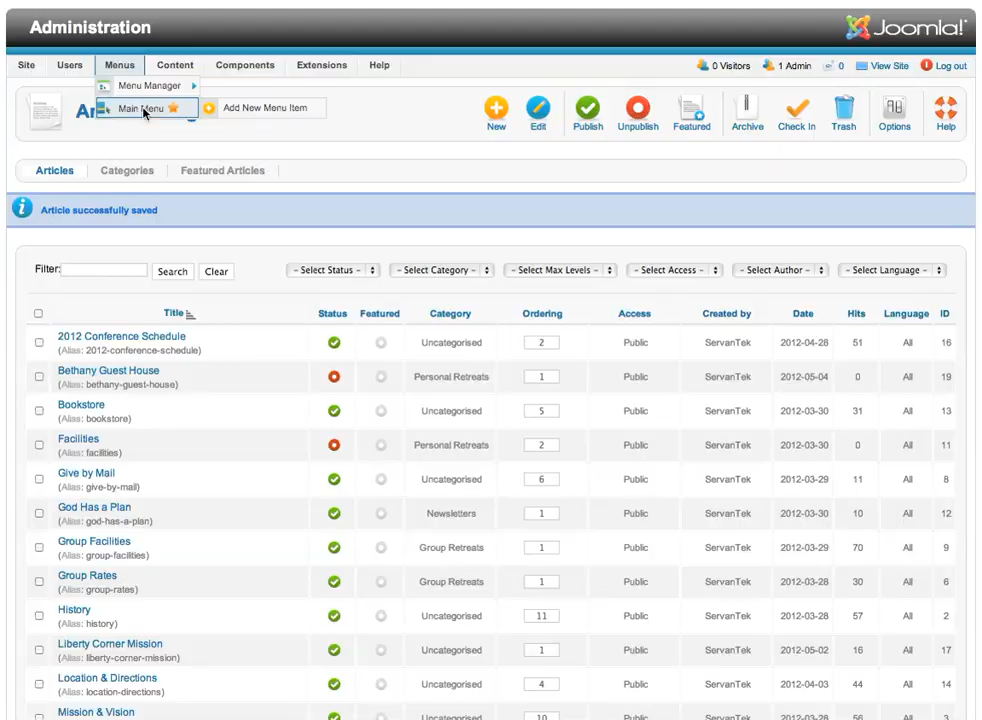 Administration
Joomla!
Site Users Menus Content Components Extensions Help 0 Visitors 1 Admin 0 View Site Log out
Menu Manager
Main Menu Add New Menu Item
New Edit Publish Unpublish Featured Archive Check In Trash Options Help
Articles Categories Featured Articles
Article successfully saved
Filter: Search Clear - Select Status - - Select Category - - Select Max Levels - - Select Access - - Select Author - - Select Language -
Title Status Featured Category Ordering Access Created by Date Hits Language ID
2012 Conference Schedule
(Alias: 2012-conference-schedule) Uncategorised 2 Public ServanTek 2012-04-28 51 All 16
Bethany Guest House
(Alias: bethany-guest-house) Personal Retreats 1 Public ServanTek 2012-05-04 0 All 19
Bookstore
(Alias: bookstore) Uncategorised 5 Public ServanTek 2012-03-30 31 All 13
Facilities
(Alias: facilities) Personal Retreats 2 Public ServanTek 2012-03-30 0 All 11
Give by Mail
(Alias: give-by-mail) Uncategorised 6 Public ServanTek 2012-03-29 11 All 8
God Has a Plan
(Alias: god-has-a-plan) Newsletters 1 Public ServanTek 2012-03-30 10 All 12
Group Facilities
(Alias: group-facilities) Group Retreats 1 Public ServanTek 2012-03-29 70 All 9
Group Rates
(Alias: group-rates) Group Retreats 1 Public ServanTek 2012-03-28 30 All 6
History
(Alias: history) Uncategorised 11 Public ServanTek 2012-03-28 57 All 2
Liberty Corner Mission
(Alias: liberty-corner-mission) Uncategorised 1 Public ServanTek 2012-05-02 16 All 17
Location & Directions
(Alias: location-directions) Uncategorised 4 Public ServanTek 2012-04-03 44 All 14
Mission & Vision Uncategorised 10 Public ServanTek 2012-03-28 56 All 3